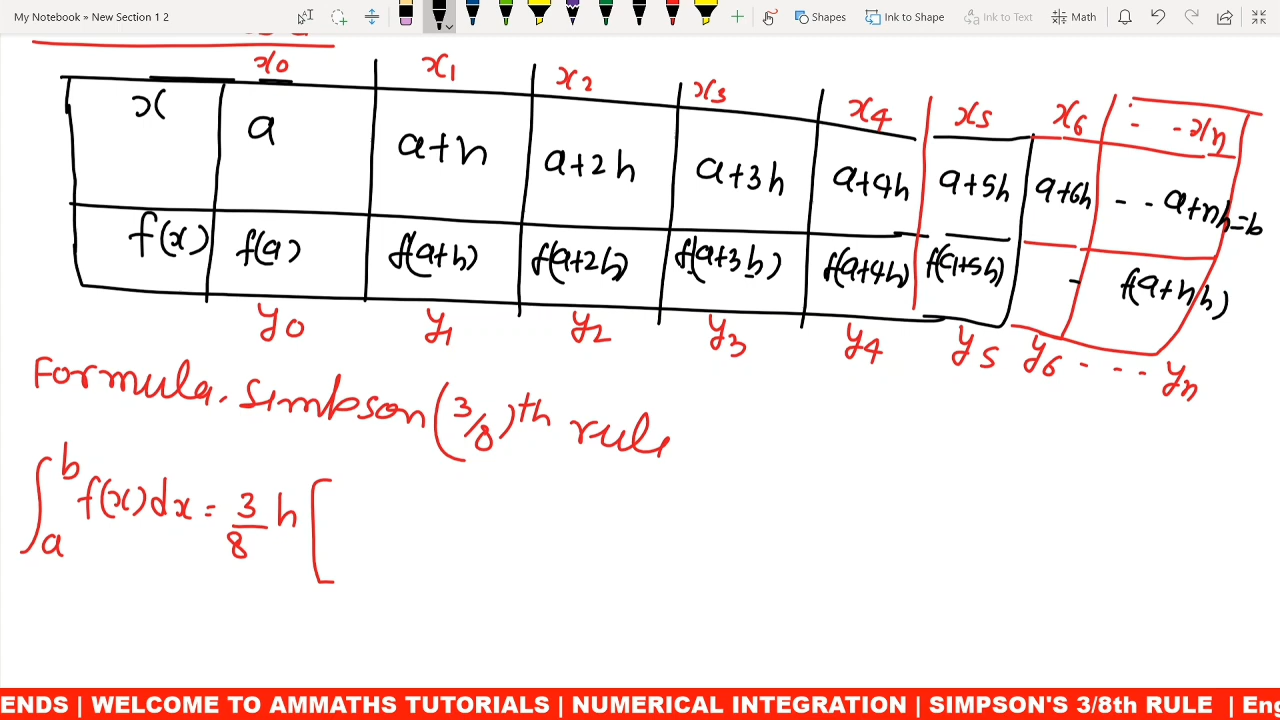 My Notebook » New Section 1 2
Shapes
Ink to Shape
Ink to Text
Math
x0 x1 x2 x3 x4 x5 x6 - - xn
x a a+h a+2h a+3h a+4h a+5h a+6h - - a+nh=b
f(x) f(a) f(a+h) f(a+2h) f(a+3h) f(a+4h) f(a+5h) - f(a+nh)
y0 y1 y2 y3 y4 y5 y6 - - - - yn
Formula. Simpson (3/8)th rule
∫ₐᵇ f(x)dx = 3/8 h [
ENDS | WELCOME TO AMMATHS TUTORIALS | NUMERICAL INTEGRATION | SIMPSON'S 3/8th RULE | Eng